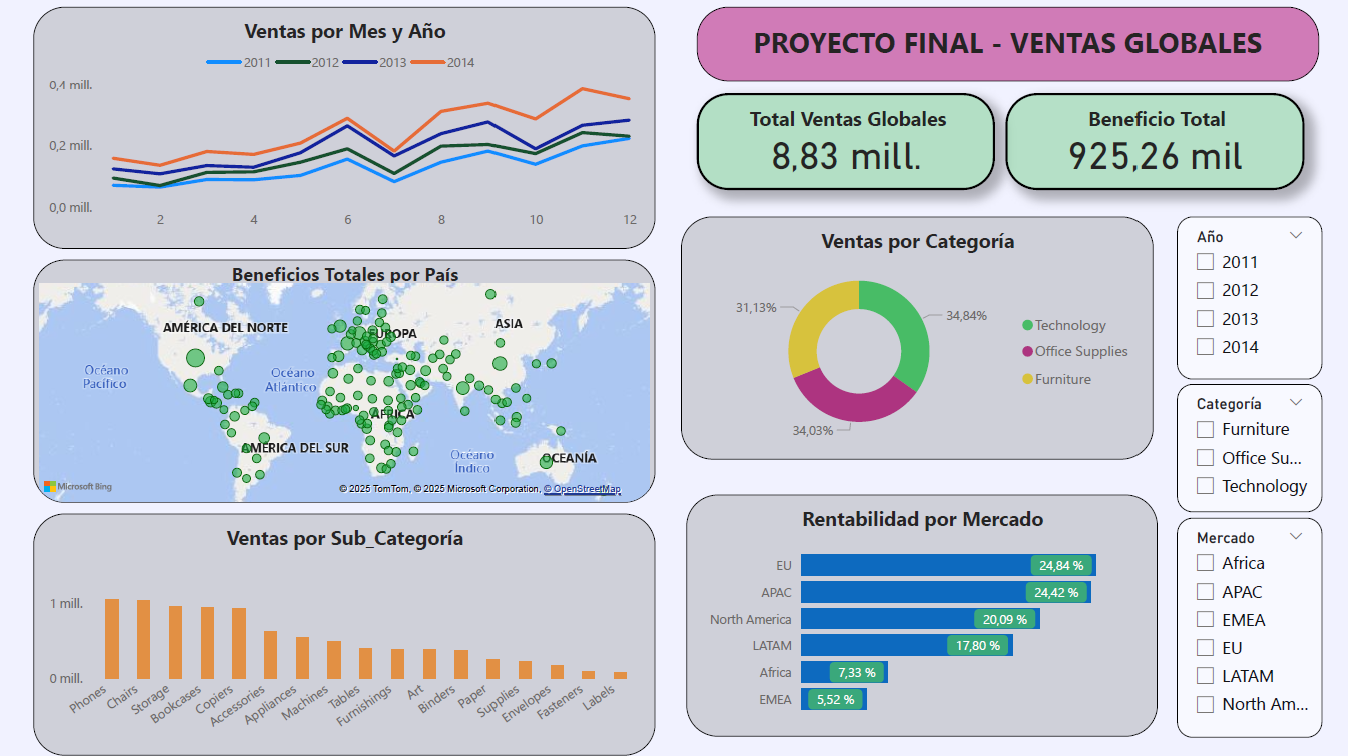 Ventas por Mes y Año
2011 2012 2013 2014
0,4 mill.
0,2 mill.
0,0 mill.
2 4 6 8 10 12
PROYECTO FINAL - VENTAS GLOBALES
Total Ventas Globales
8,83 mill.
Beneficio Total
925,26 mil
Beneficios Totales por País
AMÉRICA DEL NORTE
EUROPA
ASIA
Océano
Pacífico
Océano
Atlántico
ÁFRICA
AMÉRICA DEL SUR
Océano
Índico
OCEANÍA
Microsoft Bing
© 2025 TomTom, © 2025 Microsoft Corporation, © OpenStreetMap
Ventas por Categoría
31,13%
34,84%
34,03%
Technology
Office Supplies
Furniture
Año
2011
2012
2013
2014
Categoría
Furniture
Office Su...
Technology
Ventas por Sub_Categoría
1 mill.
0 mill.
Phones
Chairs
Storage
Bookcases
Copiers
Accessories
Appliances
Machines
Tables
Furnishings
Art
Binders
Paper
Supplies
Envelopes
Fasteners
Labels
Rentabilidad por Mercado
EU 24,84 %
APAC 24,42 %
North America 20,09 %
LATAM 17,80 %
Africa 7,33 %
EMEA 5,52 %
Mercado
Africa
APAC
EMEA
EU
LATAM
North Am...